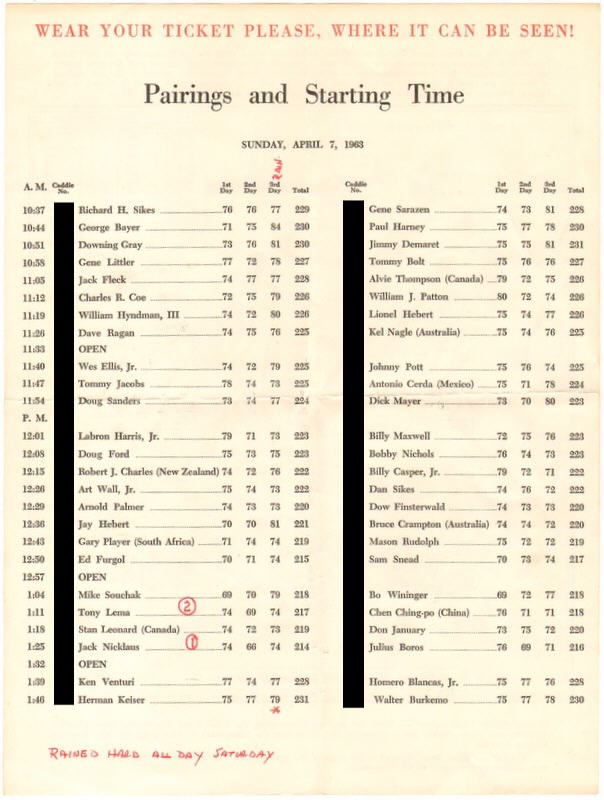 WEAR YOUR TICKET PLEASE, WHERE IT CAN BE SEEN!
Pairings and Starting Time
SUNDAY, APRIL 7, 1963
RAIN
A. M. Caddie No. 1st Day 2nd Day 3rd Day Total Caddie No. 1st Day 2nd Day 3rd Day Total
10:37 Richard H. Sikes 76 76 77 229 Gene Sarazen 74 73 81 228
10:44 George Bayer 71 75 84 230 Paul Harney 75 77 78 230
10:51 Downing Gray 73 76 81 230 Jimmy Demaret 75 75 81 231
10:58 Gene Littler 77 72 78 227 Tommy Bolt 75 76 76 227
11:05 Jack Fleck 74 77 77 228 Alvie Thompson (Canada) 79 72 75 226
11:12 Charles R. Coe 72 75 79 226 William J. Patton 80 72 74 226
11:19 William Hyndman, III 74 72 80 226 Lionel Hebert 75 74 77 226
11:26 Dave Ragan 74 75 76 225 Kel Nagle (Australia) 75 74 76 225
11:33 OPEN
11:40 Wes Ellis, Jr. 74 72 79 225 Johnny Pott 75 76 74 225
11:47 Tommy Jacobs 78 74 73 225 Antonio Cerda (Mexico) 75 71 78 224
11:54 Doug Sanders 73 74 77 224 Dick Mayer 73 70 80 223
P. M.
12:01 Labron Harris, Jr. 79 71 73 223 Billy Maxwell 72 75 76 223
12:08 Doug Ford 75 73 75 223 Bobby Nichols 76 74 73 223
12:15 Robert J. Charles (New Zealand) 74 72 76 222 Billy Casper, Jr. 79 72 71 222
12:26 Art Wall, Jr. 75 74 73 222 Dan Sikes 74 76 72 222
12:29 Arnold Palmer 74 73 73 220 Dow Finsterwald 74 73 73 220
12:36 Jay Hebert 70 70 81 221 Bruce Crampton (Australia) 74 74 72 220
12:43 Gary Player (South Africa) 71 74 74 219 Mason Rudolph 75 72 72 219
12:50 Ed Furgol 70 71 74 215 Sam Snead 70 73 74 217
12:57 OPEN
1:04 Mike Souchak 69 70 79 218 Bo Wininger 69 72 77 218
1:11 Tony Lema 2 74 69 74 217 Chen Ching-po (China) 76 71 71 218
1:18 Stan Leonard (Canada) 74 72 73 219 Don January 73 75 72 220
1:25 Jack Nicklaus 1 74 66 74 214 Julius Boros 76 69 71 216
1:32 OPEN
1:39 Ken Venturi 77 74 77 228 Homero Blancas, Jr. 75 77 76 228
1:46 Herman Keiser 75 77 79 231 Walter Burkemo 75 77 78 230
*
RAINED HARD ALL DAY SATURDAY